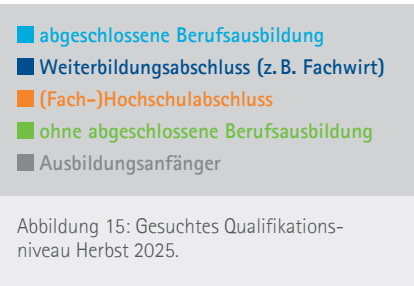 abgeschlossene Berufsausbildung
Weiterbildungsabschluss (z. B. Fachwirt)
(Fach-)Hochschulabschluss
ohne abgeschlossene Berufsausbildung
Ausbildungsanfänger
Abbildung 15: Gesuchtes Qualifikations-
niveau Herbst 2025.